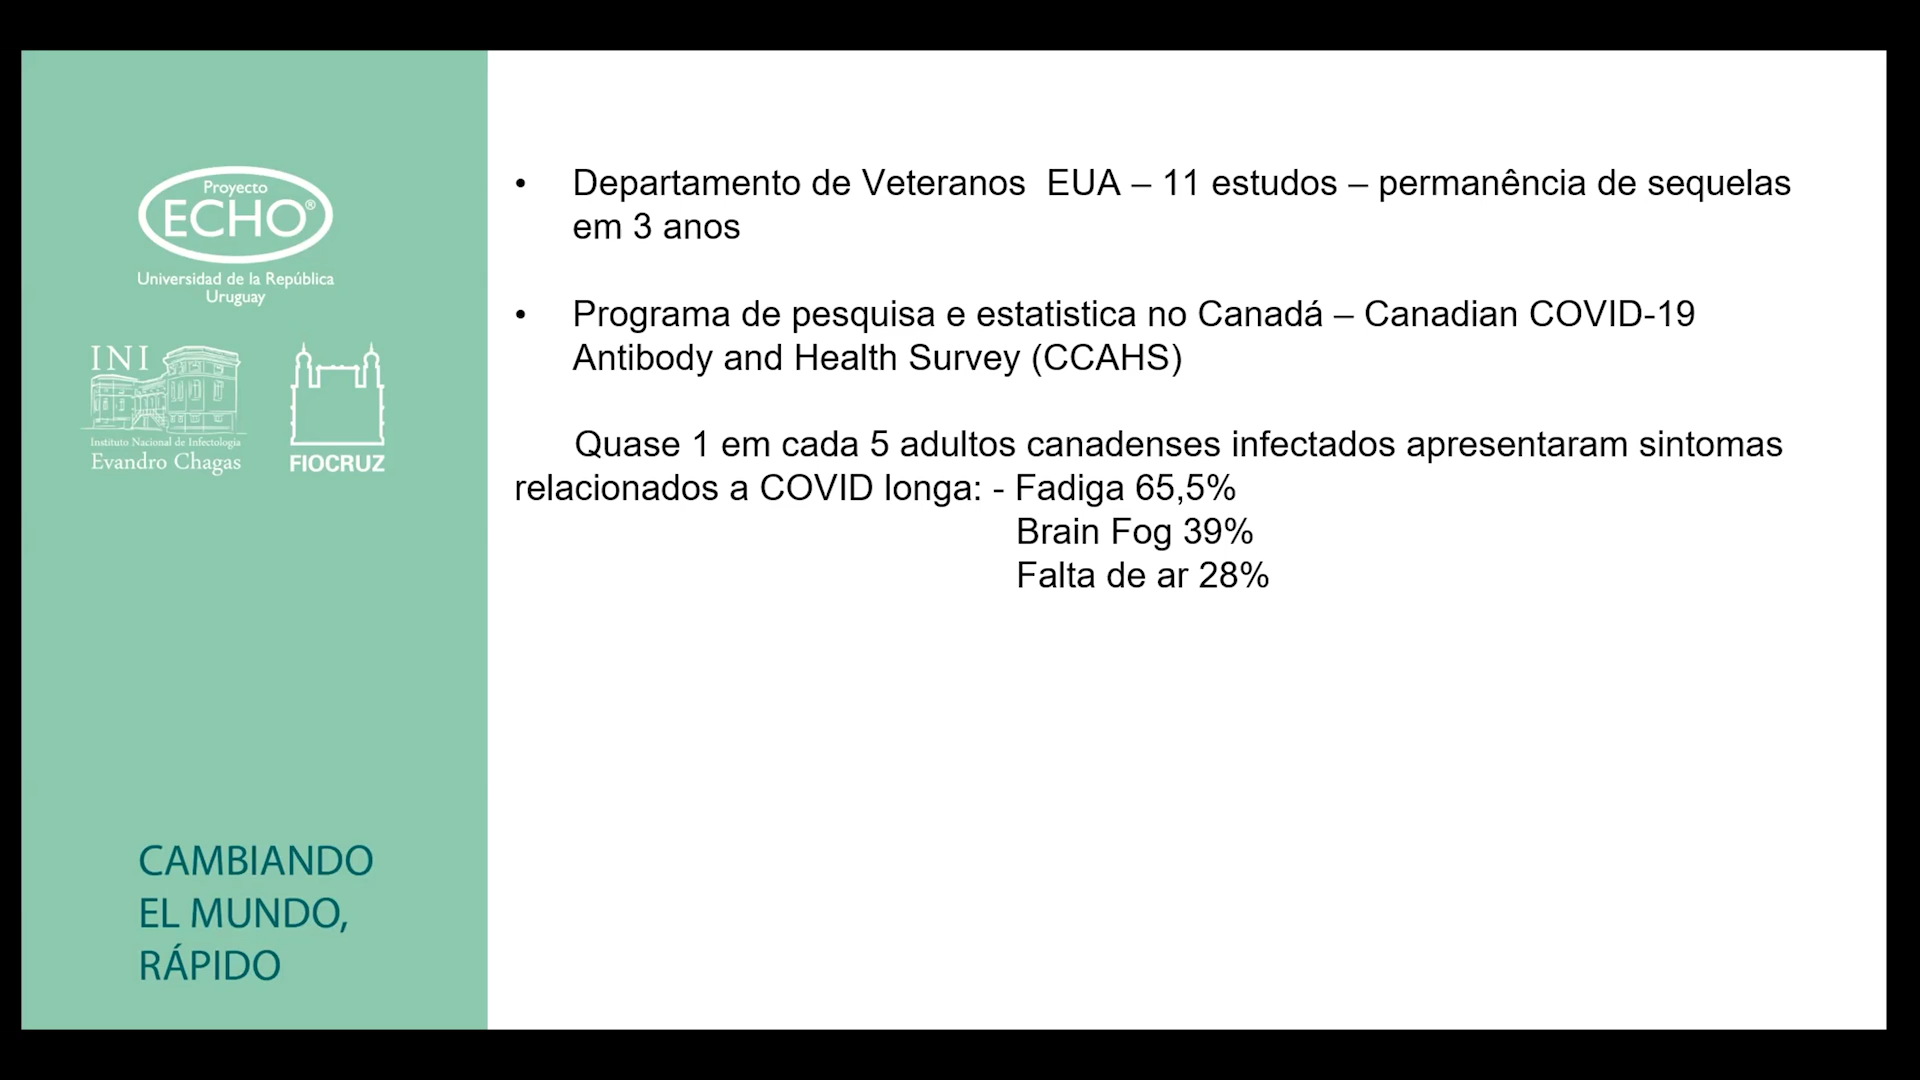 Proyecto
ECHO®
Universidad de la República
Uruguay
INI
Instituto Nacional de Infectologia
Evandro Chagas
FIOCRUZ
CAMBIANDO
EL MUNDO,
RÁPIDO
• Departamento de Veteranos  EUA – 11 estudos – permanência de sequelas
em 3 anos
• Programa de pesquisa e estatistica no Canadá – Canadian COVID-19
Antibody and Health Survey (CCAHS)
Quase 1 em cada 5 adultos canadenses infectados apresentaram sintomas
relacionados a COVID longa: - Fadiga 65,5%
Brain Fog 39%
Falta de ar 28%